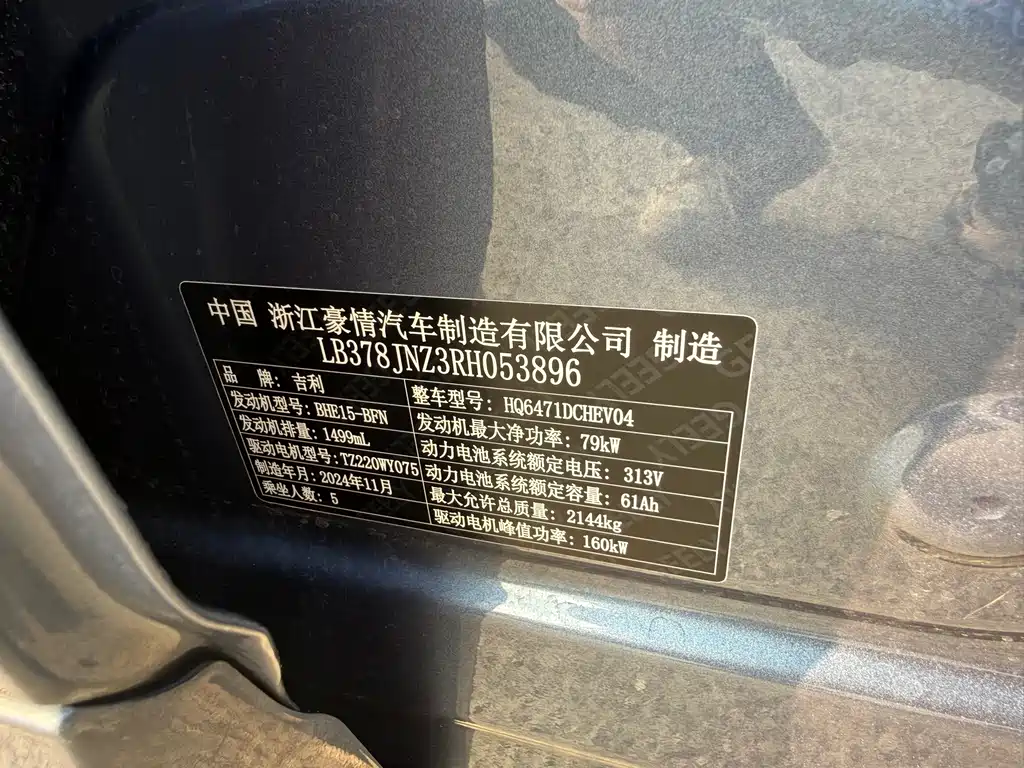 中国 浙江豪情汽车制造有限公司 制造
LB378JNZ3RH053896
品 牌: 吉利 整车型号: HQ6471DCHEV04
发动机型号: BHE15-BFN 发动机最大净功率: 79kW
发动机排量: 1499mL 动力电池系统额定电压: 313V
驱动电机型号: TZ220WY075 动力电池系统额定容量: 61Ah
制造年月: 2024年11月 最大允许总质量: 2144kg
乘坐人数: 5 驱动电机峰值功率: 160kW